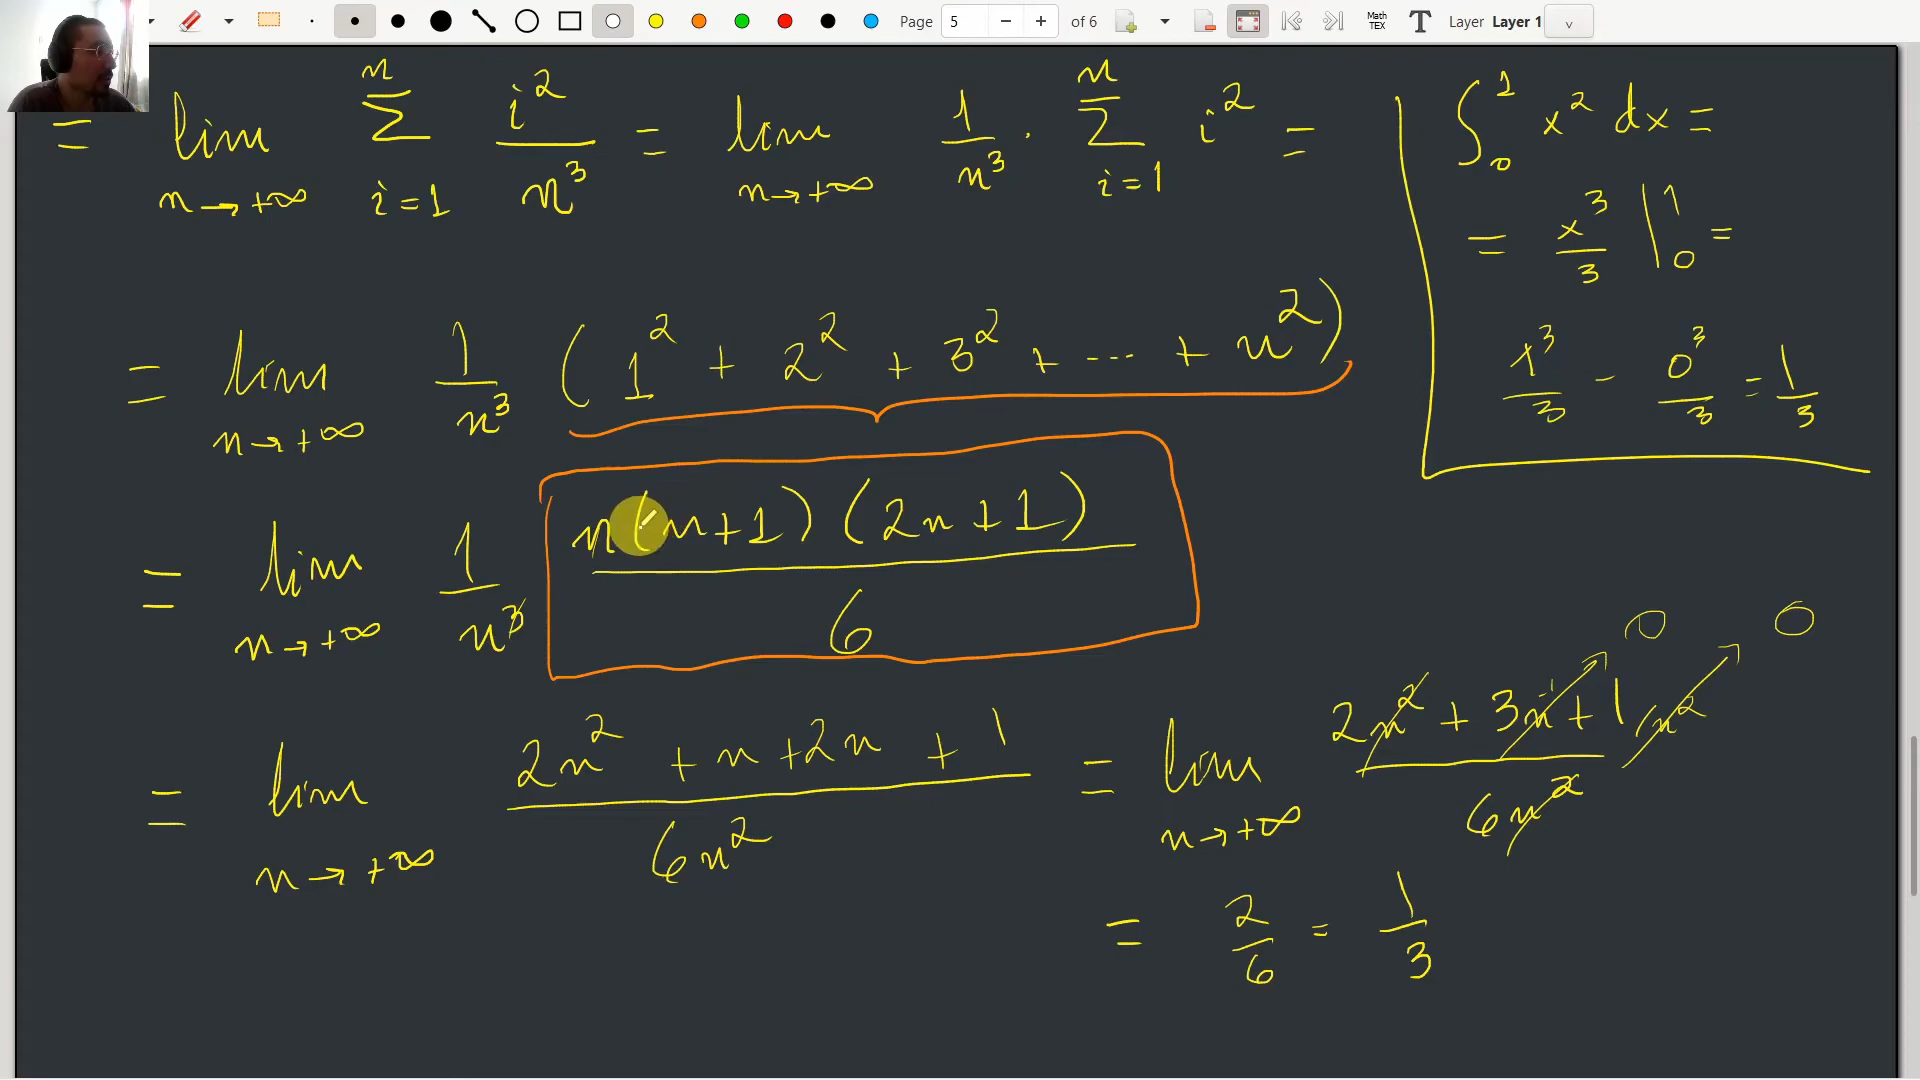 Page 5 of 6 Math TEX T Layer Layer 1
= lim n→+∞ Σ i=1 n i²/n³ = lim n→+∞ 1/n³ · Σ i=1 n i² =
∫₀¹ x² dx =
= x³/3 |₀¹ =
= lim n→+∞ 1/n³ (1² + 2² + 3² + ... + n²)
1³/3 - 0³/3 = 1/3
= lim n→+∞ 1/n³ n(n+1)(2n+1)/6
0 0
= lim n→+∞ 2n² + n + 2n + 1 / 6n² = lim n→+∞ 2n² + 3n⁻¹ + 1/n² / 6n²
= 2/6 = 1/3